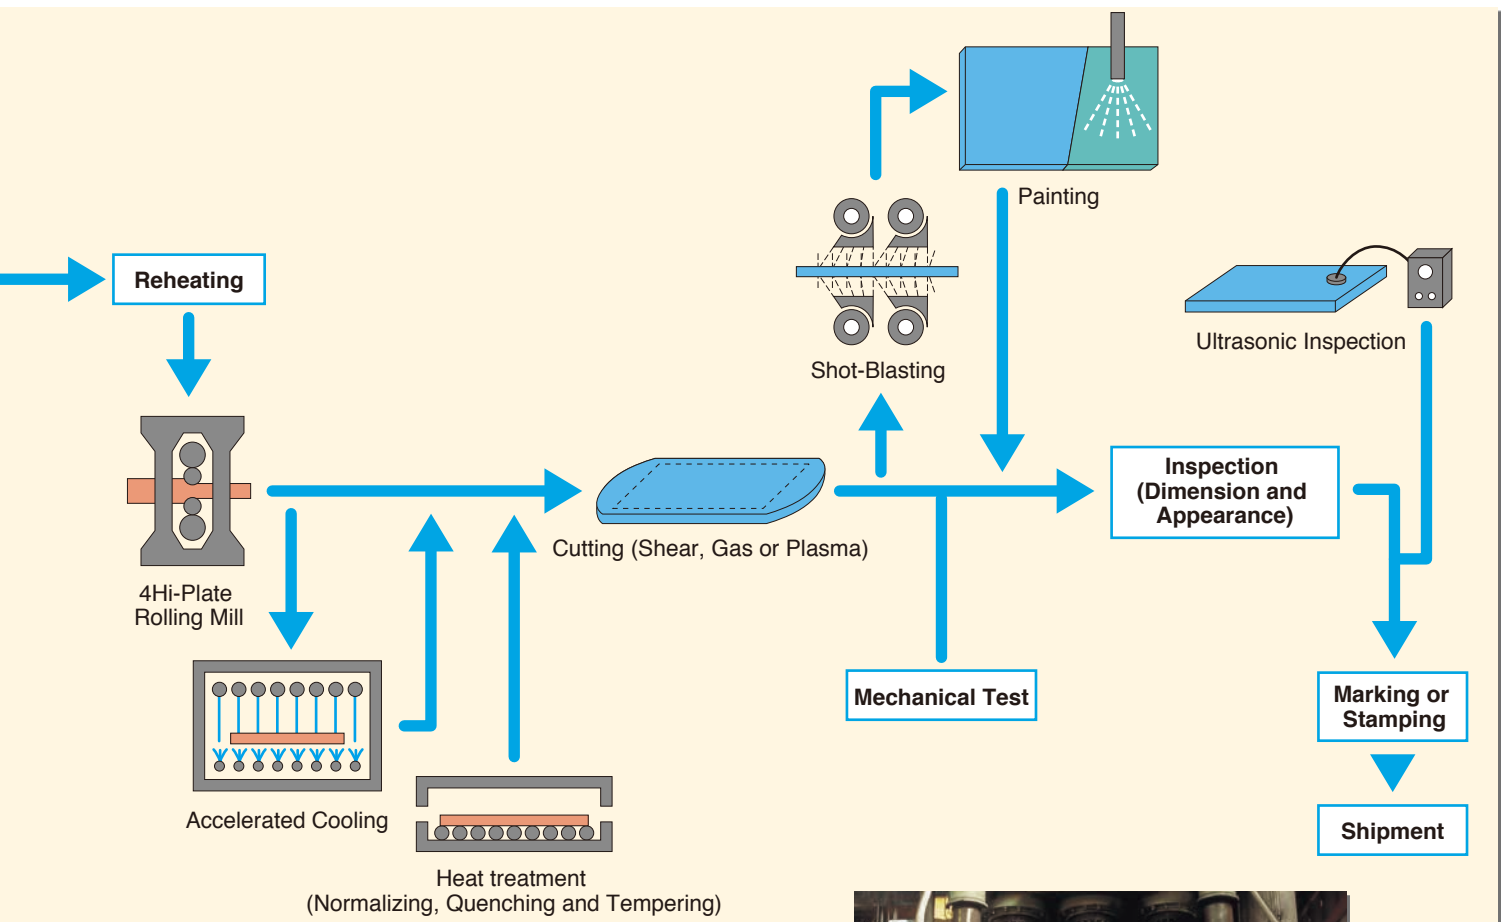 Painting
Reheating
Ultrasonic Inspection
Shot-Blasting
Inspection
(Dimension and
Appearance)
Cutting (Shear, Gas or Plasma)
4Hi-Plate
Rolling Mill
Mechanical Test
Marking or
Stamping
Accelerated Cooling
Shipment
Heat treatment
(Normalizing, Quenching and Tempering)